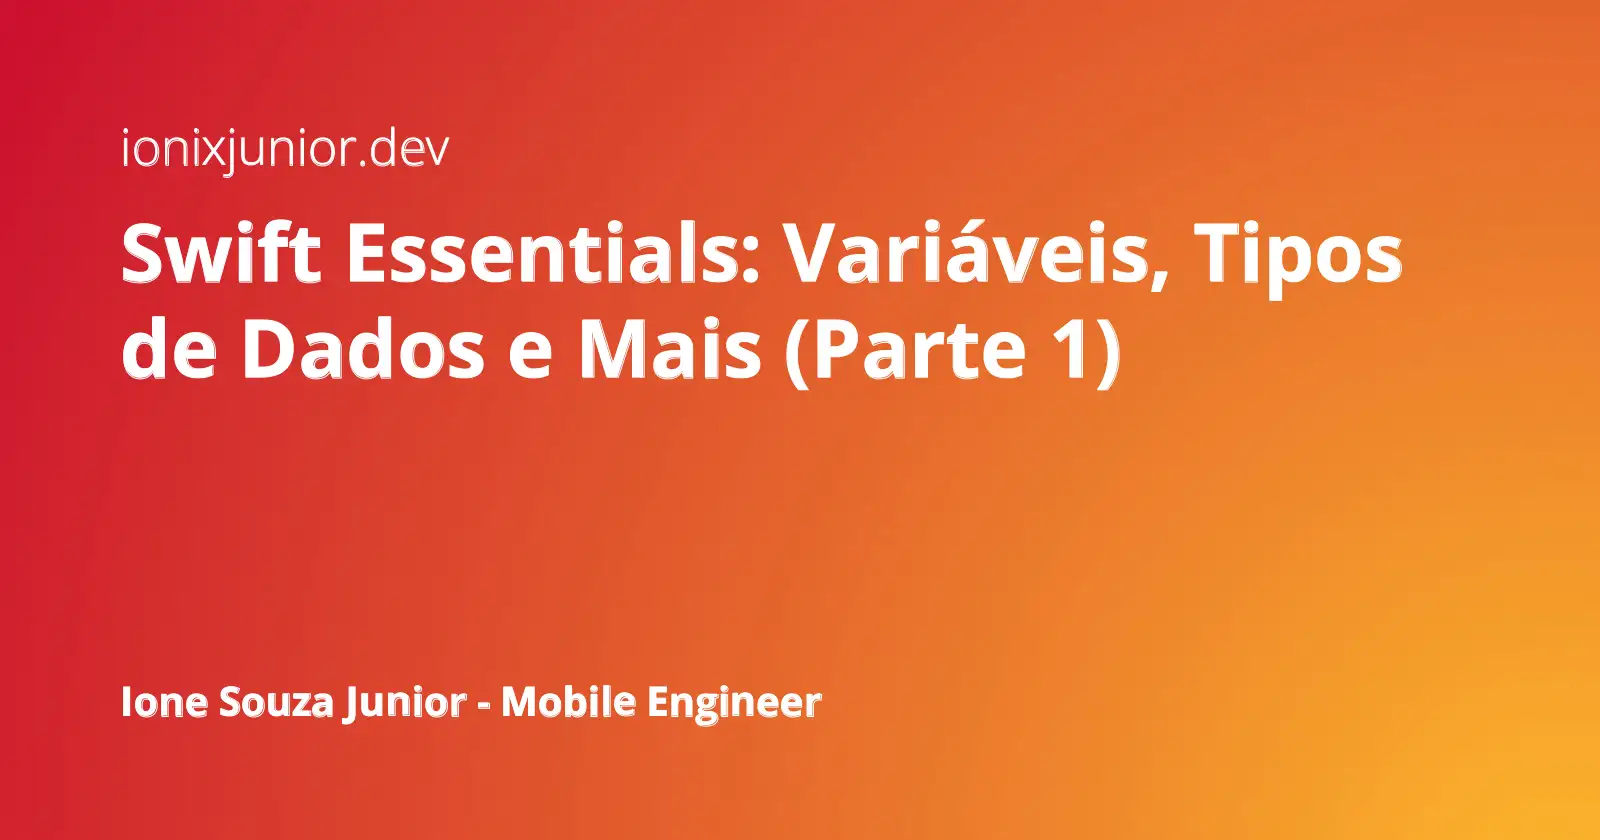 ionixjunior.dev
Swift Essentials: Variáveis, Tipos
de Dados e Mais (Parte 1)
Ione Souza Junior - Mobile Engineer